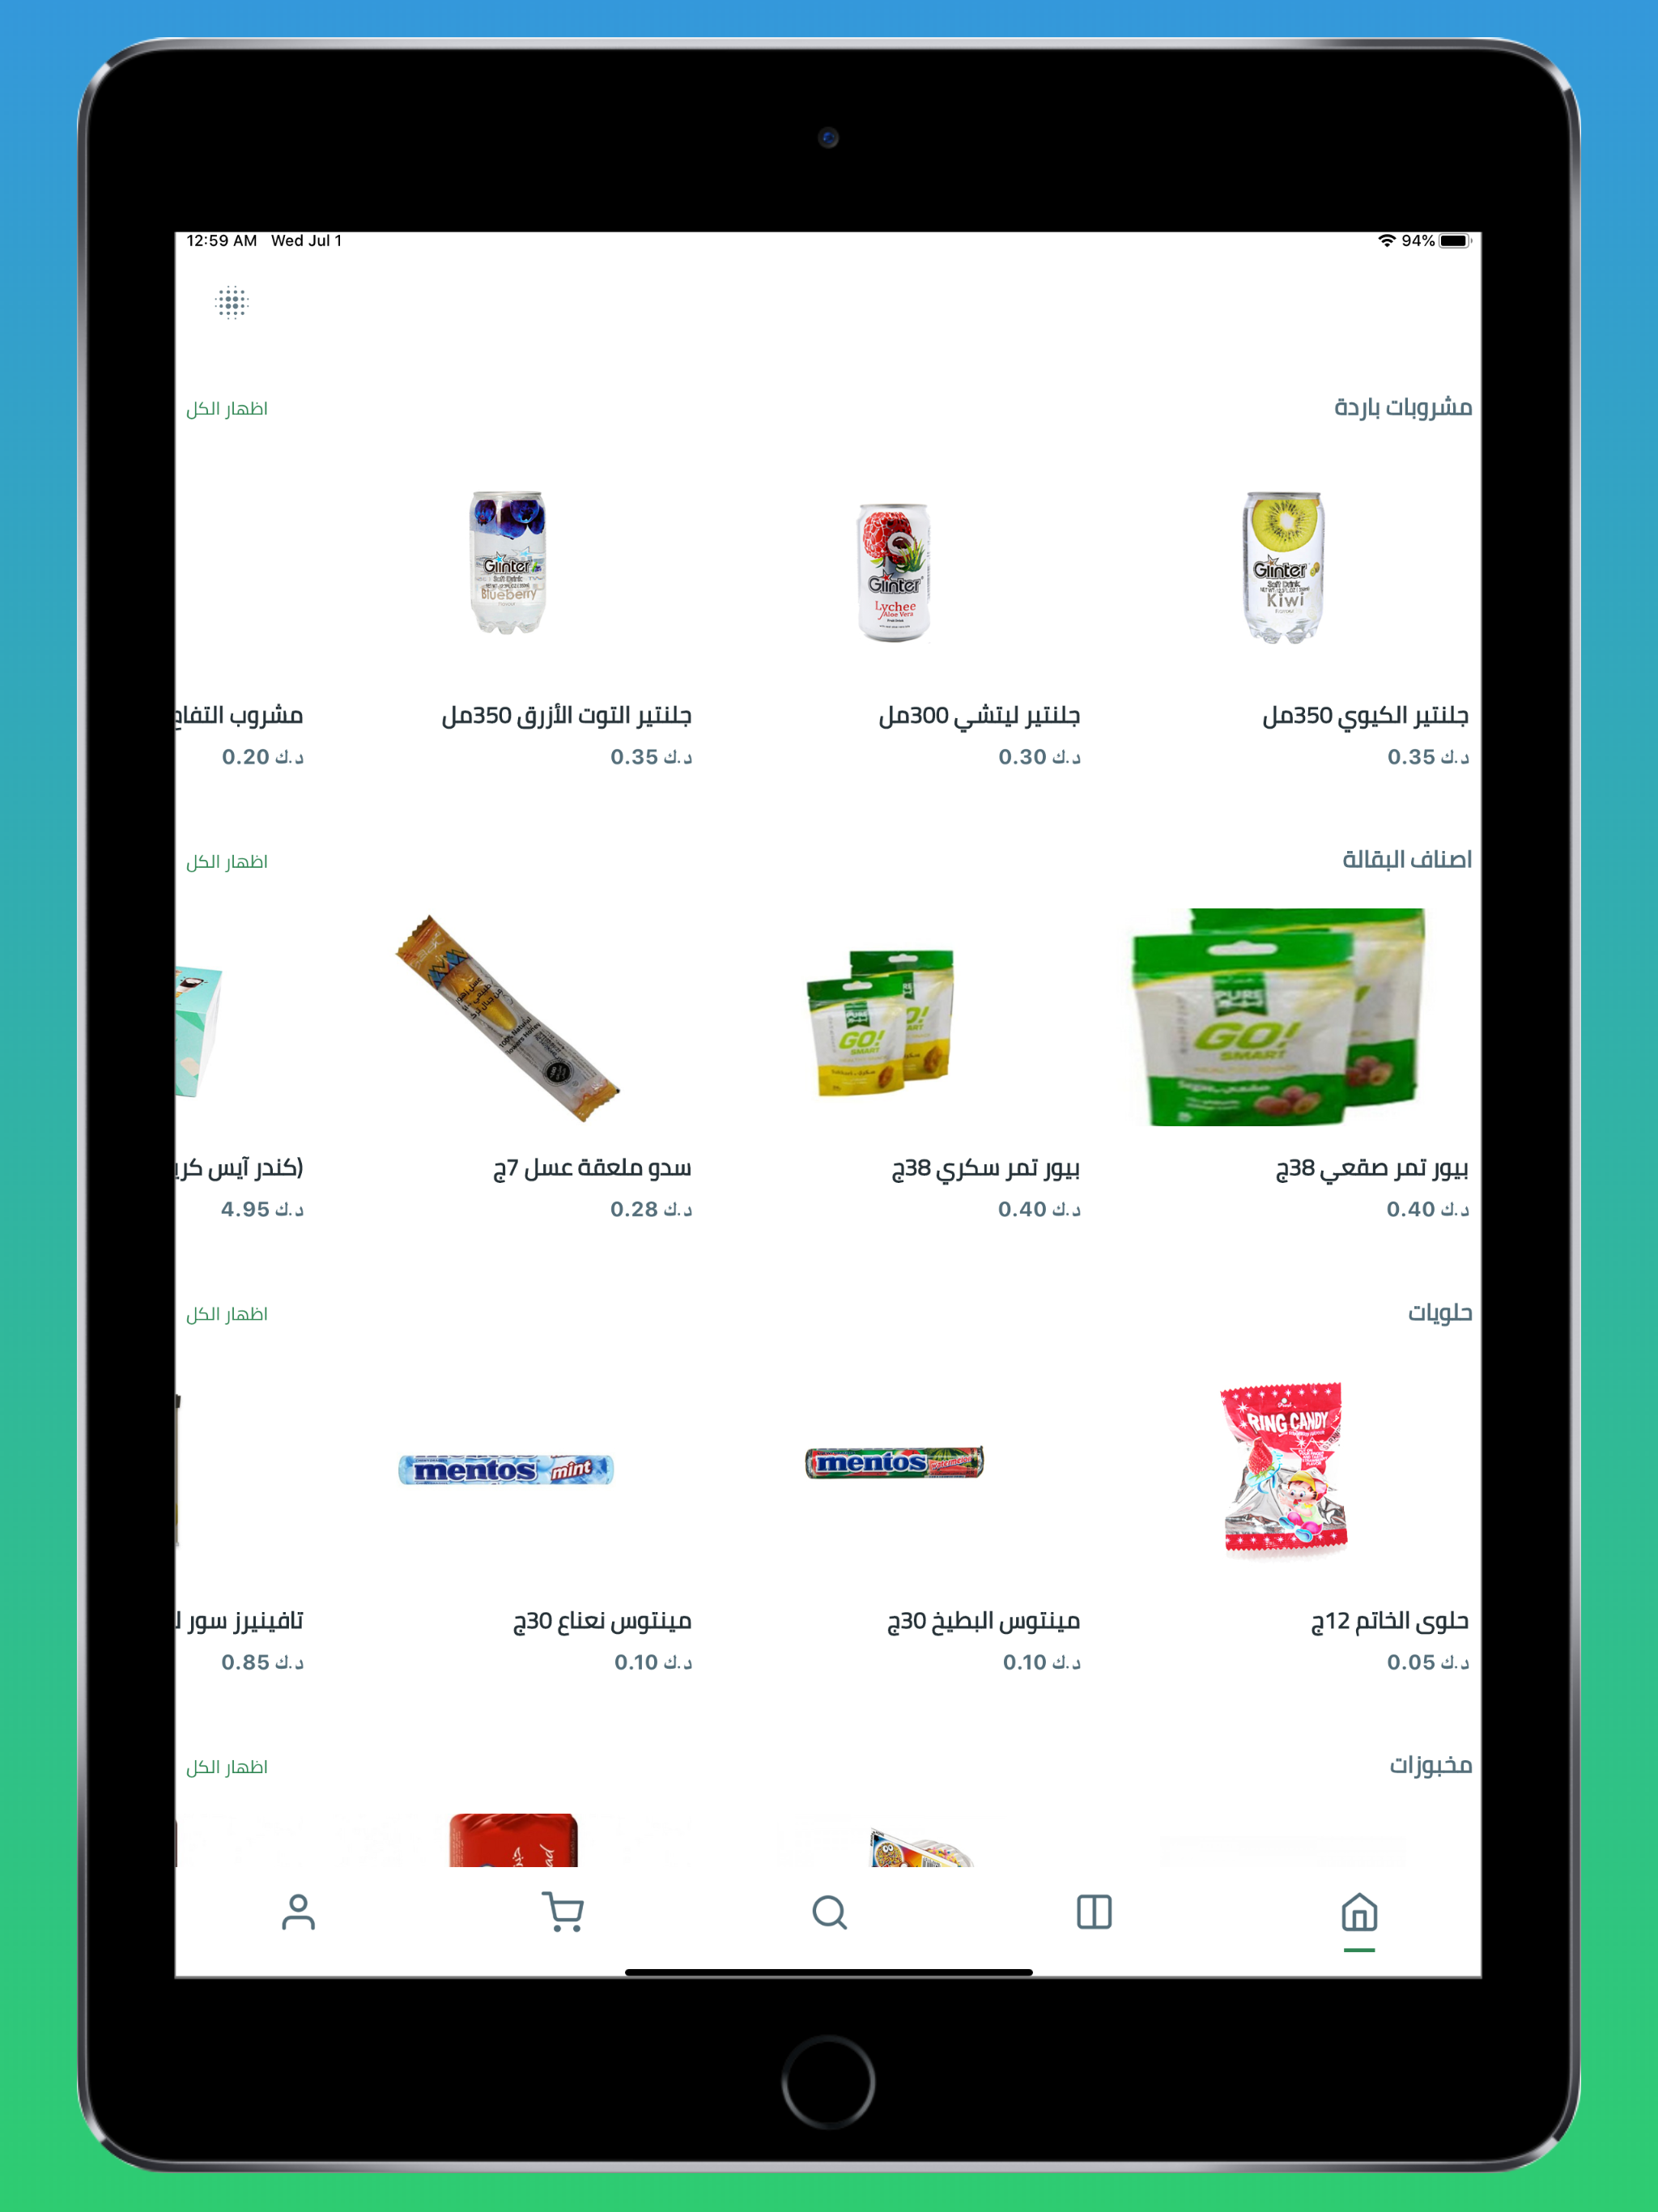 12:59 AM Wed Jul 1
94%
مشروبات باردة
اظهار الكل
Glinter
Soft Drink
Kiwi
Glinter
Lychee
Aloe Vera
Glinter
Soft Drink
Blueberry
جلنتير الكيوي 350مل
جلنتير ليتشي 300مل
جلنتير التوت الأزرق 350مل
مشروب التفاح
د.ك 0.35
د.ك 0.30
د.ك 0.35
د.ك 0.20
اصناف البقالة
اظهار الكل
PURE
GO!
SMART
PURE
GO!
SMART
100% Natural
بيور تمر صقعي 38ج
بيور تمر سكري 38ج
سدو ملعقة عسل 7ج
(كندر آيس كري
د.ك 0.40
د.ك 0.40
د.ك 0.28
د.ك 4.95
حلويات
اظهار الكل
RING CANDY
mentos
mentos mint
حلوى الخاتم 12ج
مينتوس البطيخ 30ج
مينتوس نعناع 30ج
تافينيرز سور ل
د.ك 0.05
د.ك 0.10
د.ك 0.10
د.ك 0.85
مخبوزات
اظهار الكل